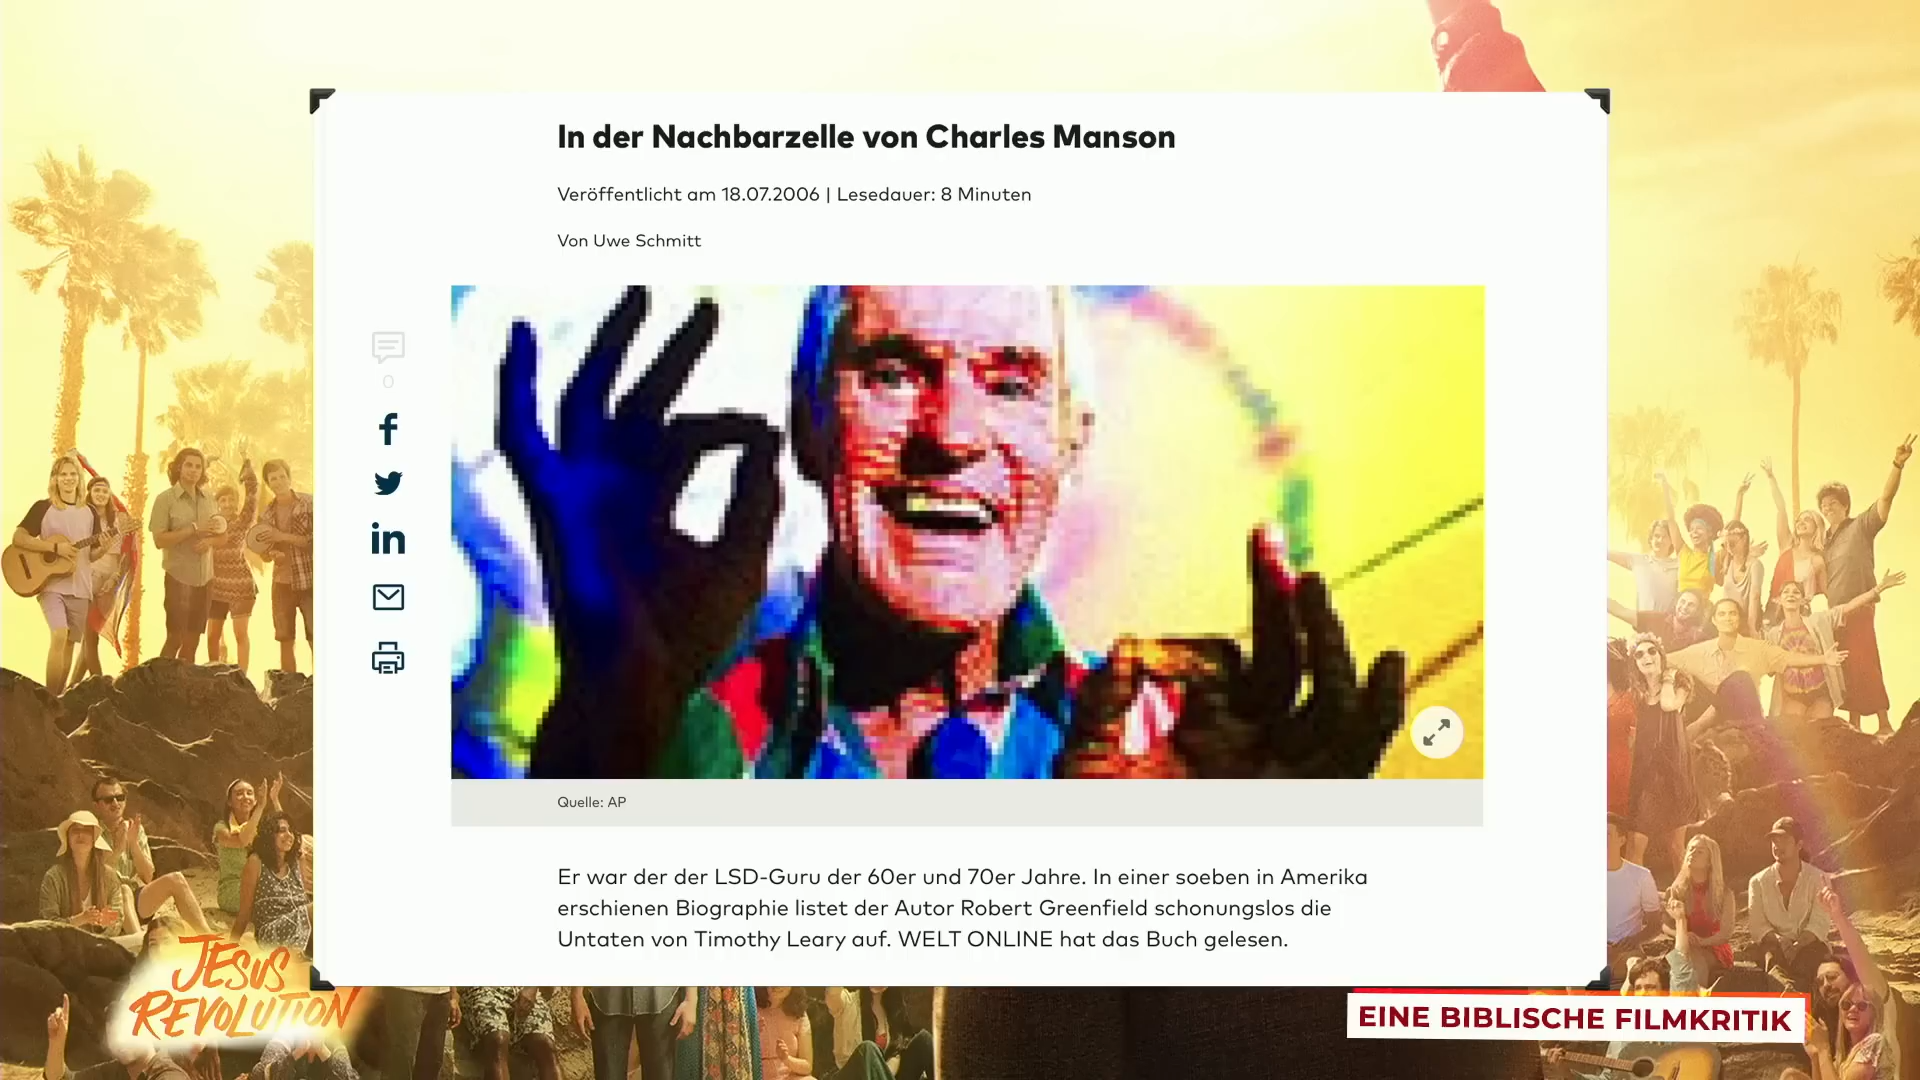 In der Nachbarzelle von Charles Manson
Veröffentlicht am 18.07.2006 | Lesedauer: 8 Minuten
Von Uwe Schmitt
0
Quelle: AP
Er war der der LSD-Guru der 60er und 70er Jahre. In einer soeben in Amerika
erschienen Biographie listet der Autor Robert Greenfield schonungslos die
Untaten von Timothy Leary auf. WELT ONLINE hat das Buch gelesen.
JESUS
REVOLUTION
EINE BIBLISCHE FILMKRITIK